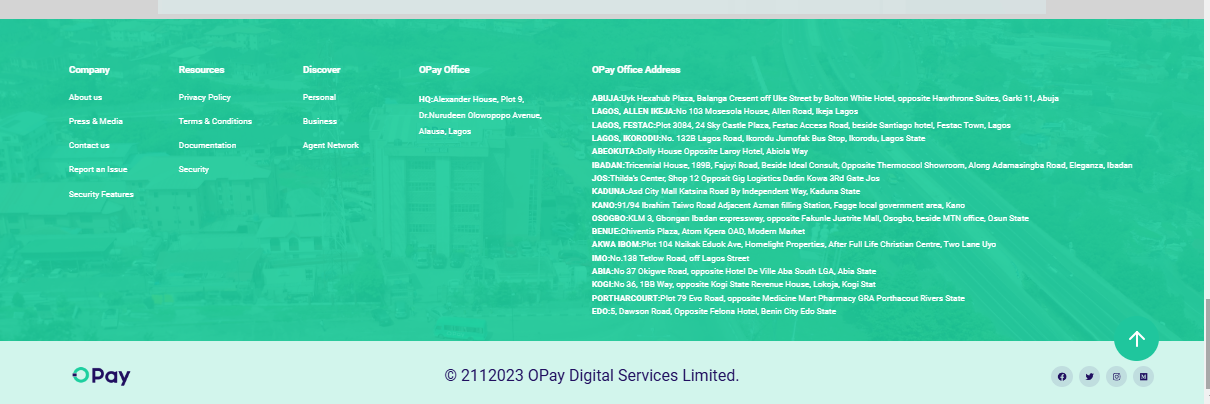 Company
About us
Press & Media
Contact us
Report an Issue
Security Features
Resources
Privacy Policy
Terms & Conditions
Documentation
Security
Discover
Personal
Business
Agent Network
OPay Office
HQ:Alexander House, Plot 9,
Dr.Nurudeen Olowopopo Avenue,
Alausa, Lagos
OPay Office Address
ABUJA:Uyk Hexahub Plaza, Balanga Cresent off Uke Street by Bolton White Hotel, opposite Hawthrone Suites, Garki 11, Abuja
LAGOS, ALLEN IKEJA:No 103 Mosesola House, Allen Road, Ikeja Lagos
LAGOS, FESTAC:Plot 3084, 24 Sky Castle Plaza, Festac Access Road, beside Santiago hotel, Festac Town, Lagos
LAGOS, IKORODU:No. 132B Lagos Road, Ikorodu Jumofak Bus Stop, Ikorodu, Lagos State
ABEOKUTA:Dolly House Opposite Laroy Hotel, Abiola Way
IBADAN:Tricennial House, 189B, Fajuyi Road, Beside Ideal Consult, Opposite Thermocool Showroom, Along Adamasingba Road, Eleganza, Ibadan
JOS:Thilda's Center, Shop 12 Opposit Gig Logistics Dadin Kowa 3Rd Gate Jos
KADUNA:Asd City Mall Katsina Road By Independent Way, Kaduna State
KANO:91/94 Ibrahim Taiwo Road Adjacent Azman filling Station, Fagge local government area, Kano
OSOGBO:KLM 3, Gbongan Ibadan expressway, opposite Fakunle Justrite Mall, Osogbo, beside MTN office, Osun State
BENUE:Chiventis Plaza, Atom Kpera OAD, Modern Market
AKWA IBOM:Plot 104 Nsikak Eduok Ave, Homelight Properties, After Full Life Christian Centre, Two Lane Uyo
IMO:No.138 Tetlow Road, off Lagos Street
ABIA:No 37 Okigwe Road, opposite Hotel De Ville Aba South LGA, Abia State
KOGI:No 36, 1BB Way, opposite Kogi State Revenue House, Lokoja, Kogi Stat
PORTHARCOURT:Plot 79 Evo Road, opposite Medicine Mart Pharmacy GRA Porthacout Rivers State
EDO:5, Dawson Road, Opposite Felona Hotel, Benin City Edo State
OPay
© 2112023 OPay Digital Services Limited.